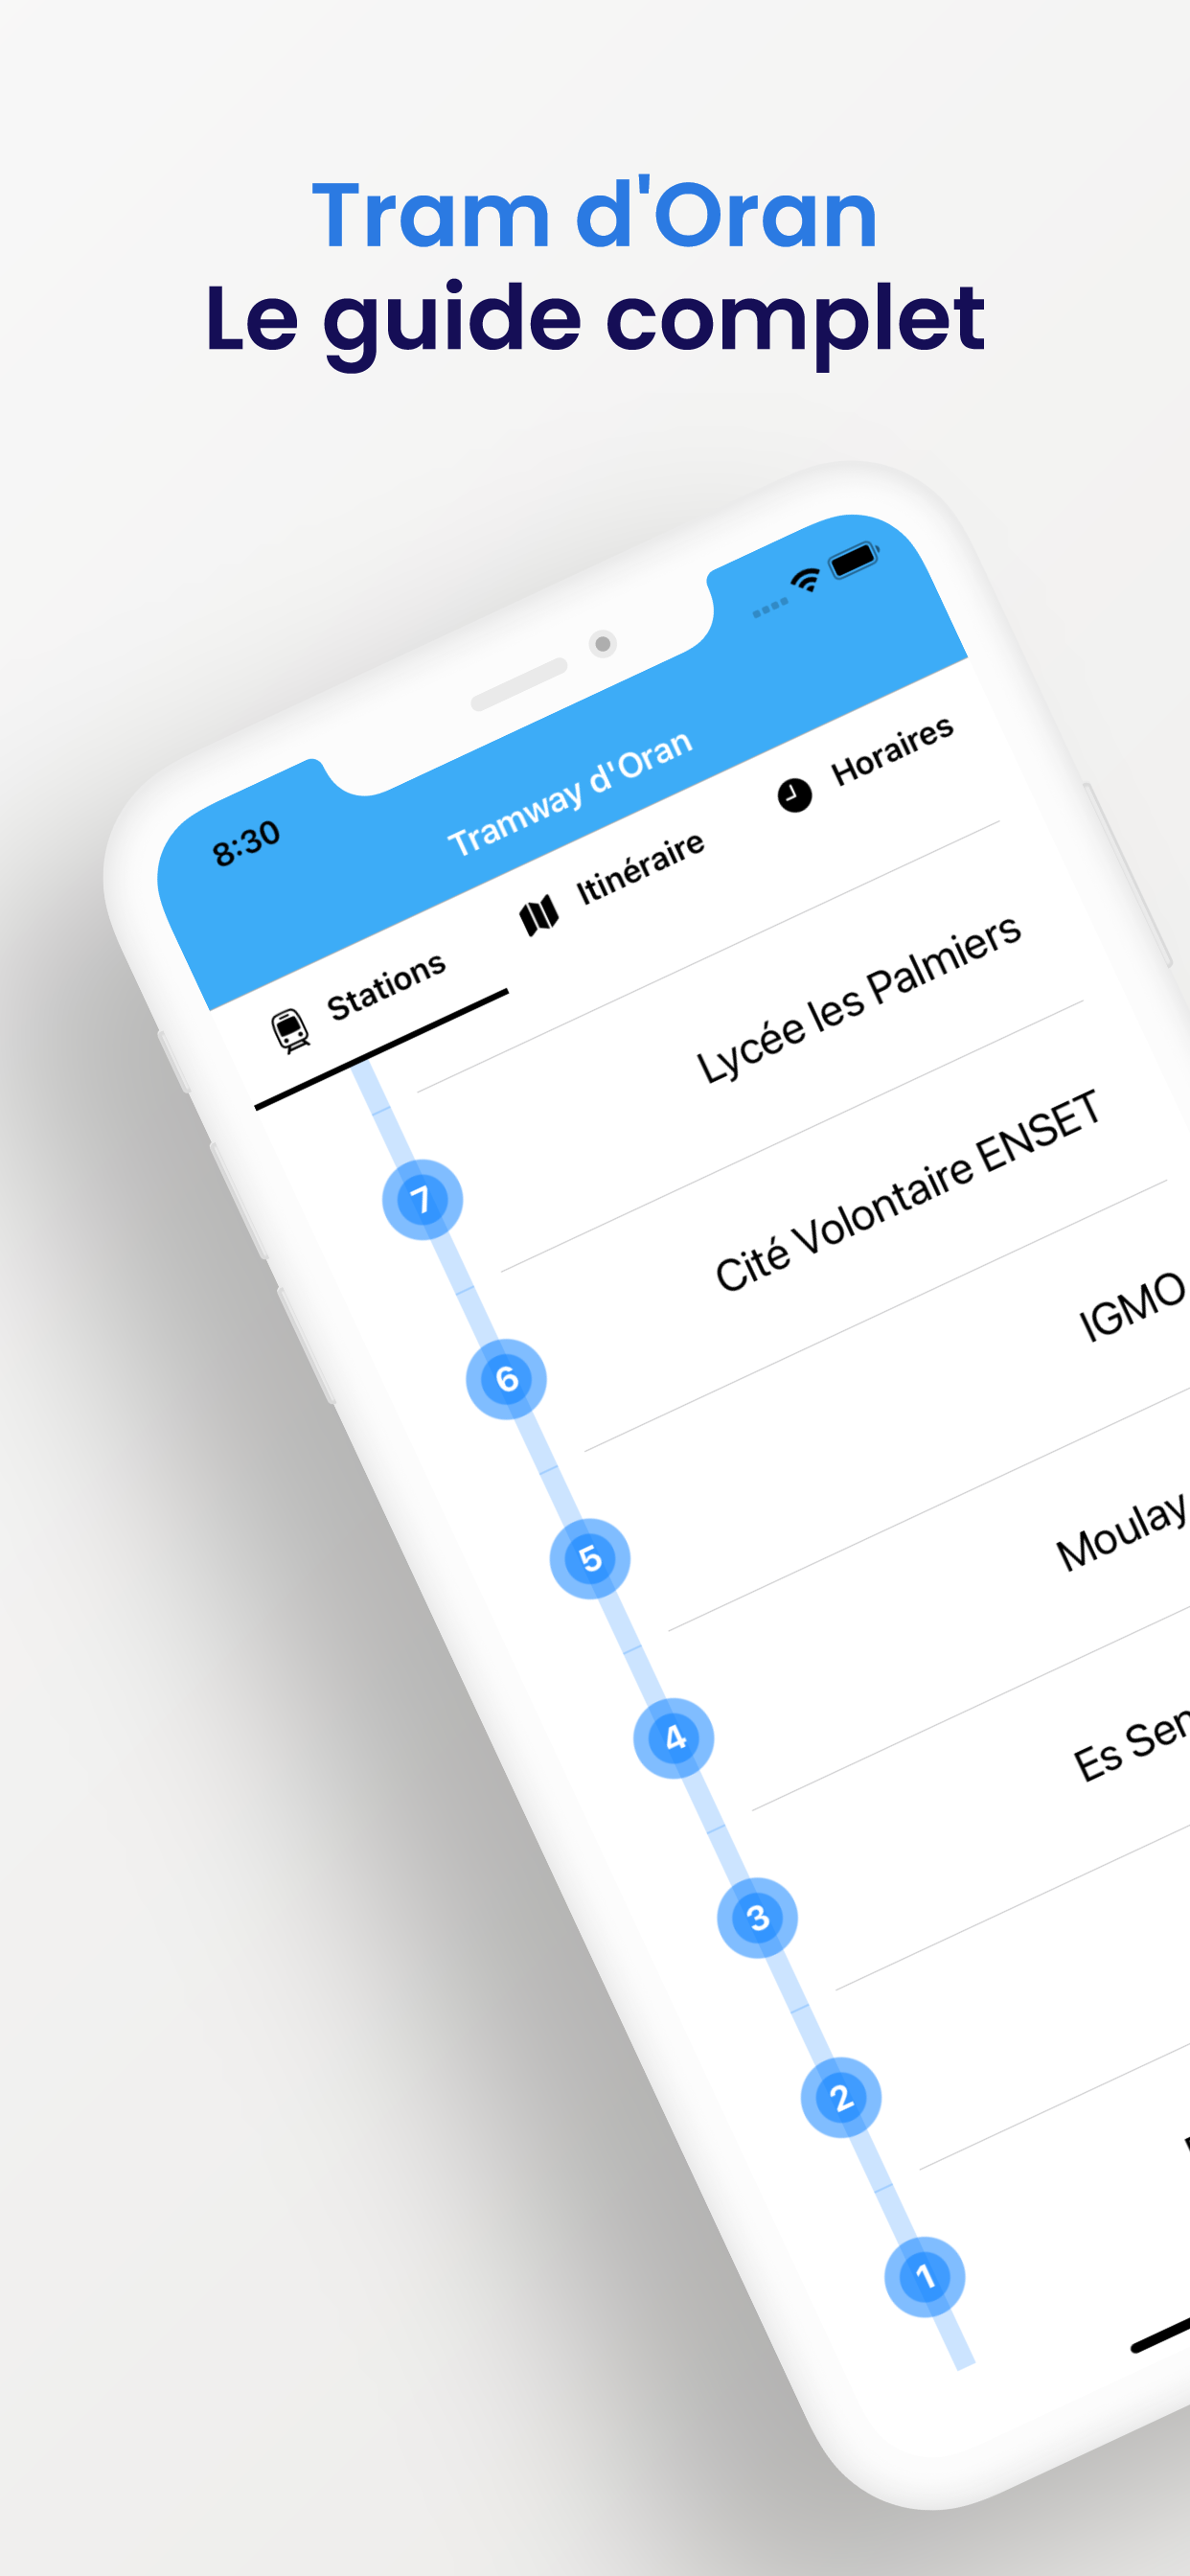 Tram d'Oran
Le guide complet
8:30
Tramway d'Oran
Stations
Itinéraire
Horaires
7
Lycée les Palmiers
6
Cité Volontaire ENSET
5
IGMO
4
Moulay
3
Es Sen
2
1